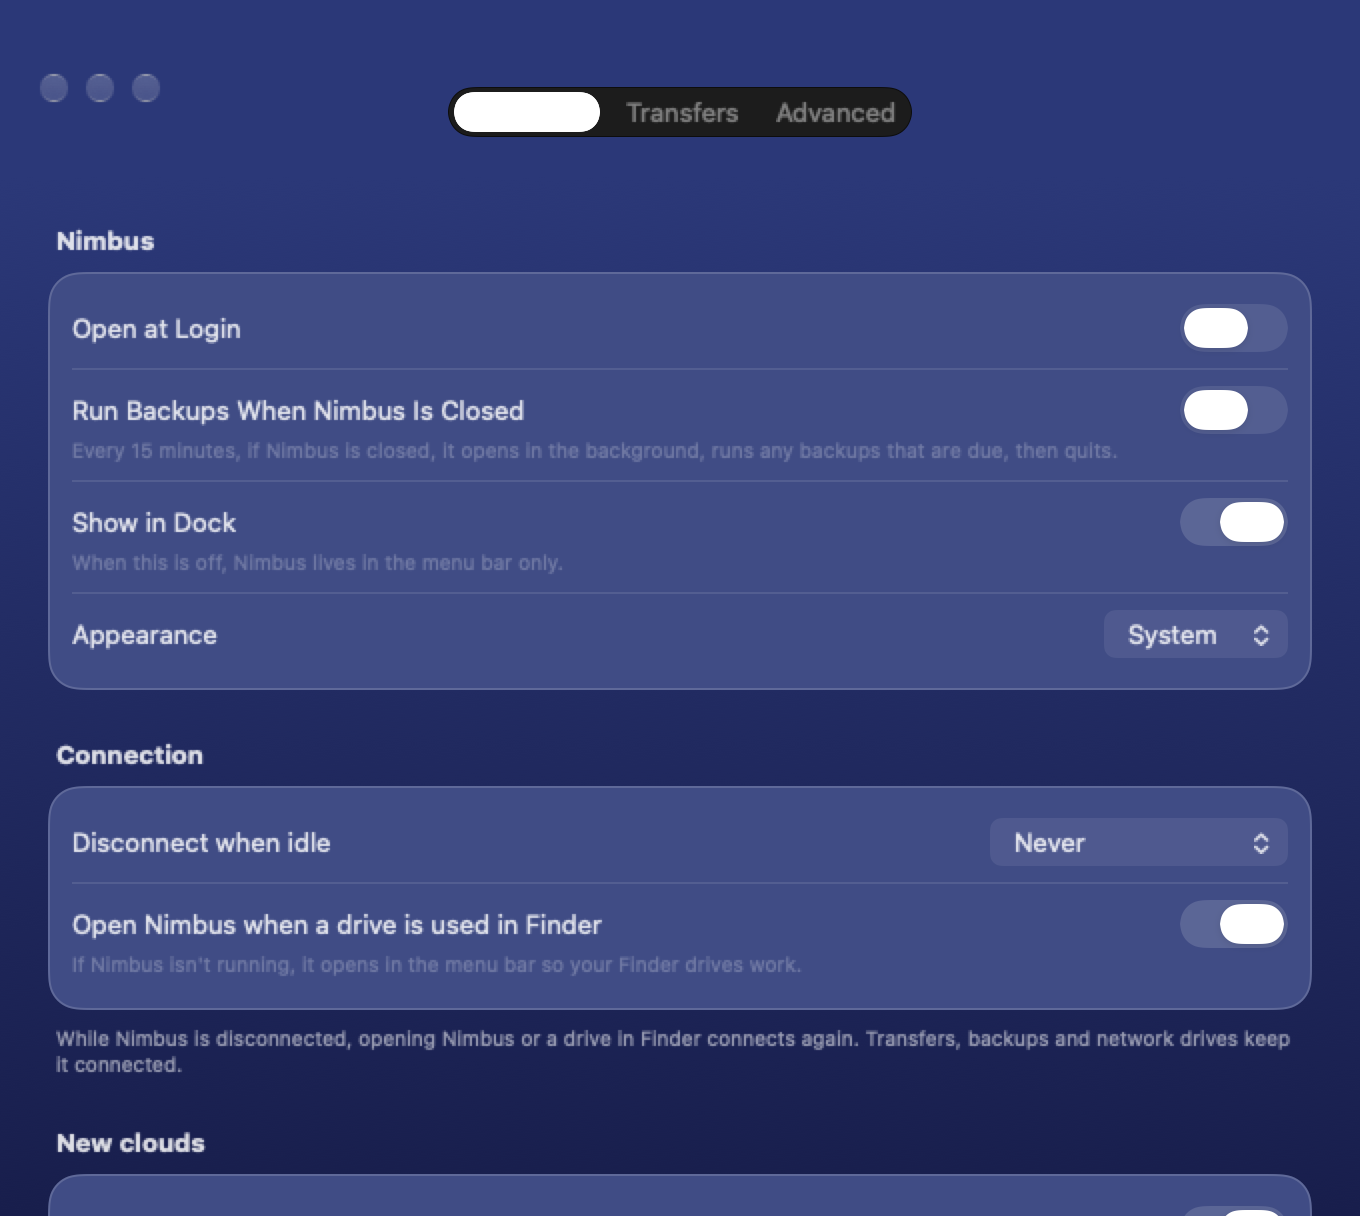 Transfers Advanced
Nimbus
Open at Login
Run Backups When Nimbus Is Closed
Every 15 minutes, if Nimbus is closed, it opens in the background, runs any backups that are due, then quits.
Show in Dock
When this is off, Nimbus lives in the menu bar only.
Appearance System
Connection
Disconnect when idle Never
Open Nimbus when a drive is used in Finder
If Nimbus isn't running, it opens in the menu bar so your Finder drives work.
While Nimbus is disconnected, opening Nimbus or a drive in Finder connects again. Transfers, backups and network drives keep
it connected.
New clouds